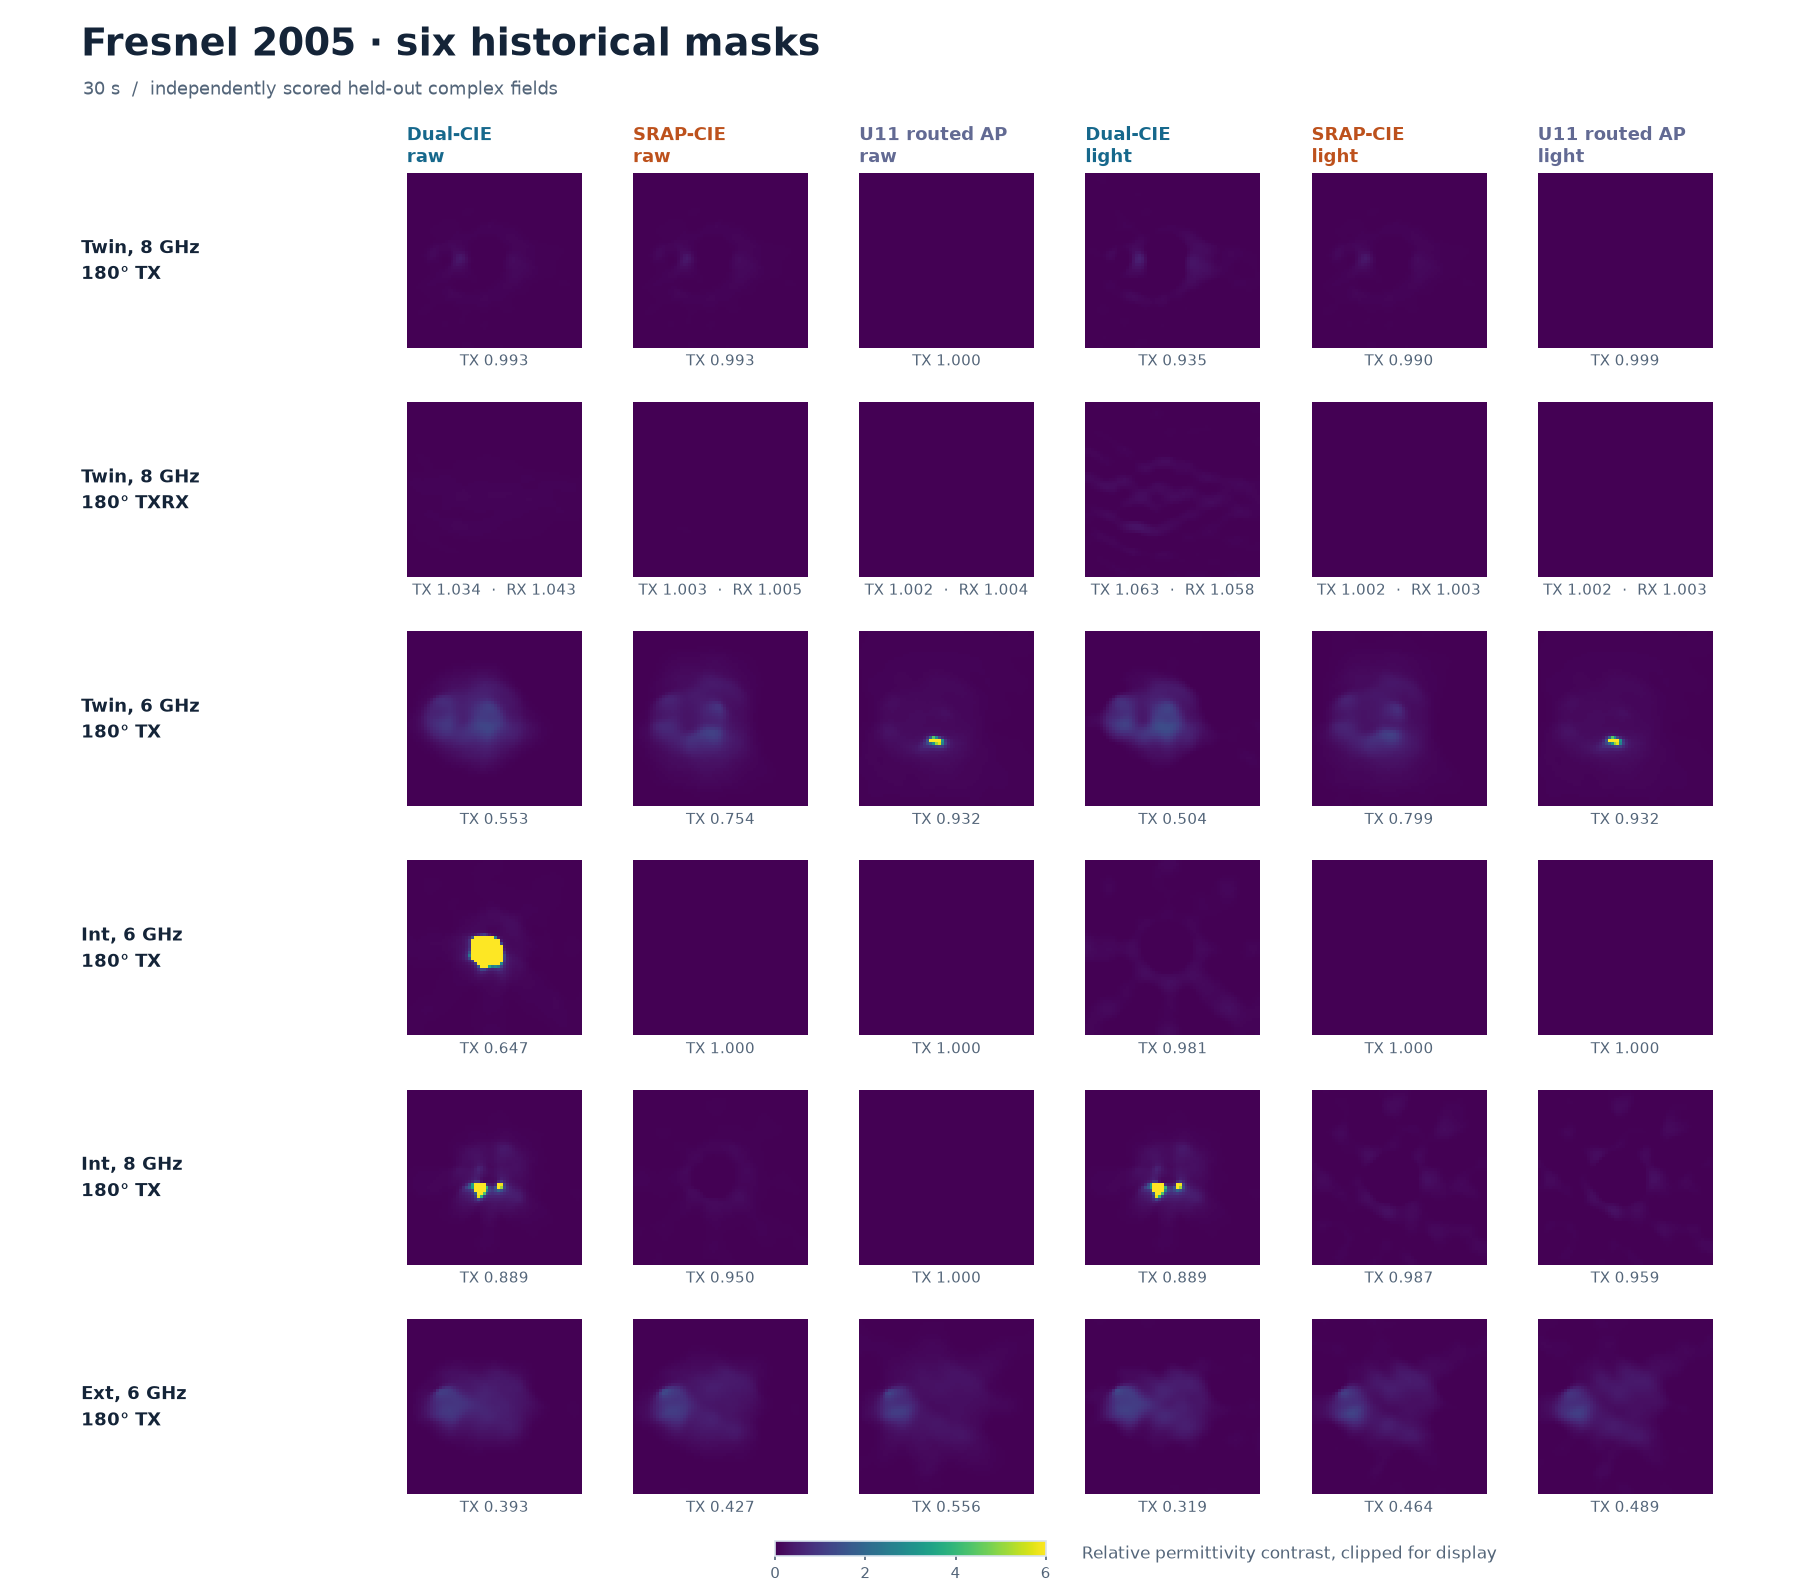 Fresnel 2005 · six historical masks
30 s / independently scored held-out complex fields
Dual-CIE raw
SRAP-CIE raw
U11 routed AP raw
Dual-CIE light
SRAP-CIE light
U11 routed AP light
Twin, 8 GHz
180° TX
TX 0.993
TX 0.993
TX 1.000
TX 0.935
TX 0.990
TX 0.999
Twin, 8 GHz
180° TXRX
TX 1.034 · RX 1.043
TX 1.003 · RX 1.005
TX 1.002 · RX 1.004
TX 1.063 · RX 1.058
TX 1.002 · RX 1.003
TX 1.002 · RX 1.003
Twin, 6 GHz
180° TX
TX 0.553
TX 0.754
TX 0.932
TX 0.504
TX 0.799
TX 0.932
Int, 6 GHz
180° TX
TX 0.647
TX 1.000
TX 1.000
TX 0.981
TX 1.000
TX 1.000
Int, 8 GHz
180° TX
TX 0.889
TX 0.950
TX 1.000
TX 0.889
TX 0.987
TX 0.959
Ext, 6 GHz
180° TX
TX 0.393
TX 0.427
TX 0.556
TX 0.319
TX 0.464
TX 0.489
0 2 4 6
Relative permittivity contrast, clipped for display